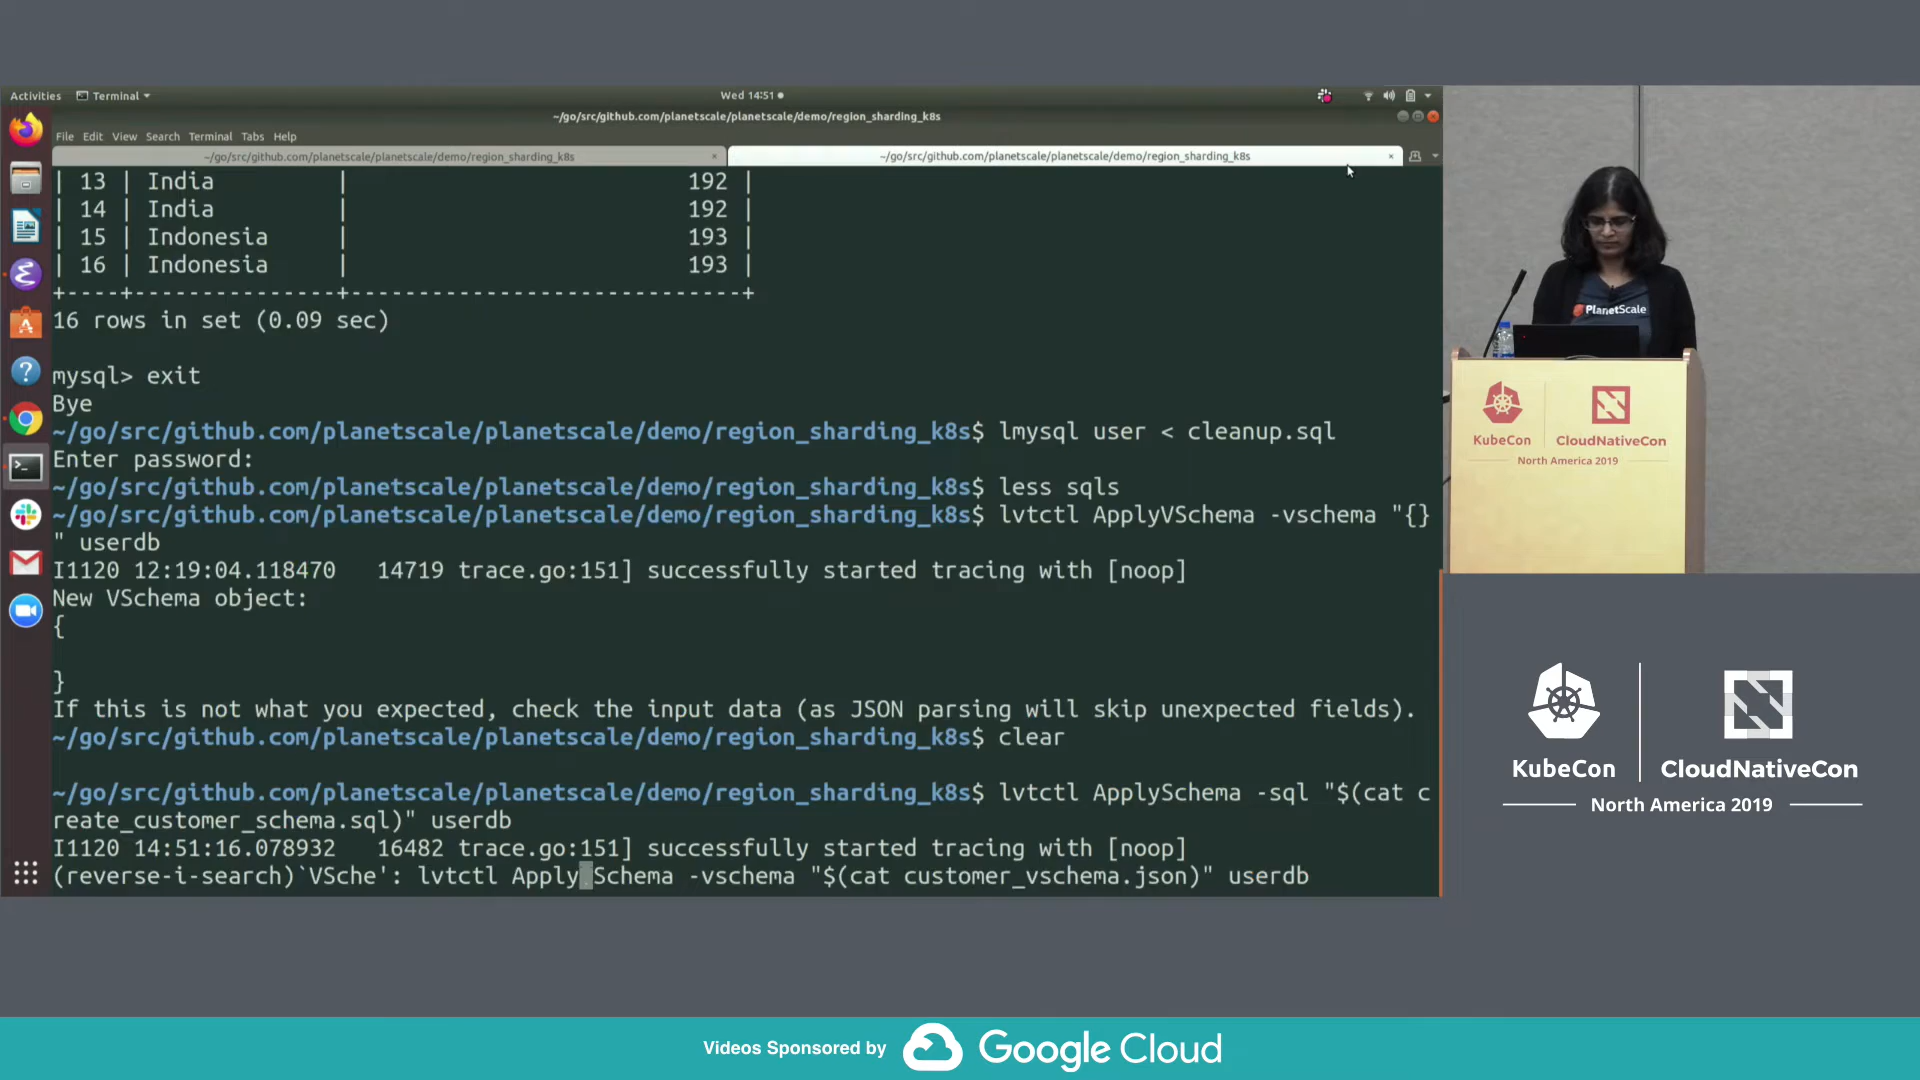 Activities Terminal Wed 14:51
~/go/src/github.com/planetscale/planetscale/demo/region_sharding_k8s
File Edit View Search Terminal Tabs Help
~/go/src/github.com/planetscale/planetscale/demo/region_sharding_k8s × ~/go/src/github.com/planetscale/planetscale/demo/region_sharding_k8s ×
| 13 | India | 192 |
| 14 | India | 192 |
| 15 | Indonesia | 193 |
| 16 | Indonesia | 193 |
+----+---------------+-----------------------------+
16 rows in set (0.09 sec)
mysql> exit
Bye
~/go/src/github.com/planetscale/planetscale/demo/region_sharding_k8s$ lmysql user < cleanup.sql
Enter password:
~/go/src/github.com/planetscale/planetscale/demo/region_sharding_k8s$ less sqls
~/go/src/github.com/planetscale/planetscale/demo/region_sharding_k8s$ lvtctl ApplyVSchema -vschema "{}
" userdb
I1120 12:19:04.118470 14719 trace.go:151] successfully started tracing with [noop]
New VSchema object:
{
}
If this is not what you expected, check the input data (as JSON parsing will skip unexpected fields).
~/go/src/github.com/planetscale/planetscale/demo/region_sharding_k8s$ clear
~/go/src/github.com/planetscale/planetscale/demo/region_sharding_k8s$ lvtctl ApplySchema -sql "$(cat c
reate_customer_schema.sql)" userdb
I1120 14:51:16.078932 16482 trace.go:151] successfully started tracing with [noop]
(reverse-i-search)`VSche': lvtctl ApplyVSchema -vschema "$(cat customer_vschema.json)" userdb
PlanetScale
KubeCon CloudNativeCon
North America 2019
KubeCon CloudNativeCon
North America 2019
Videos Sponsored by Google Cloud